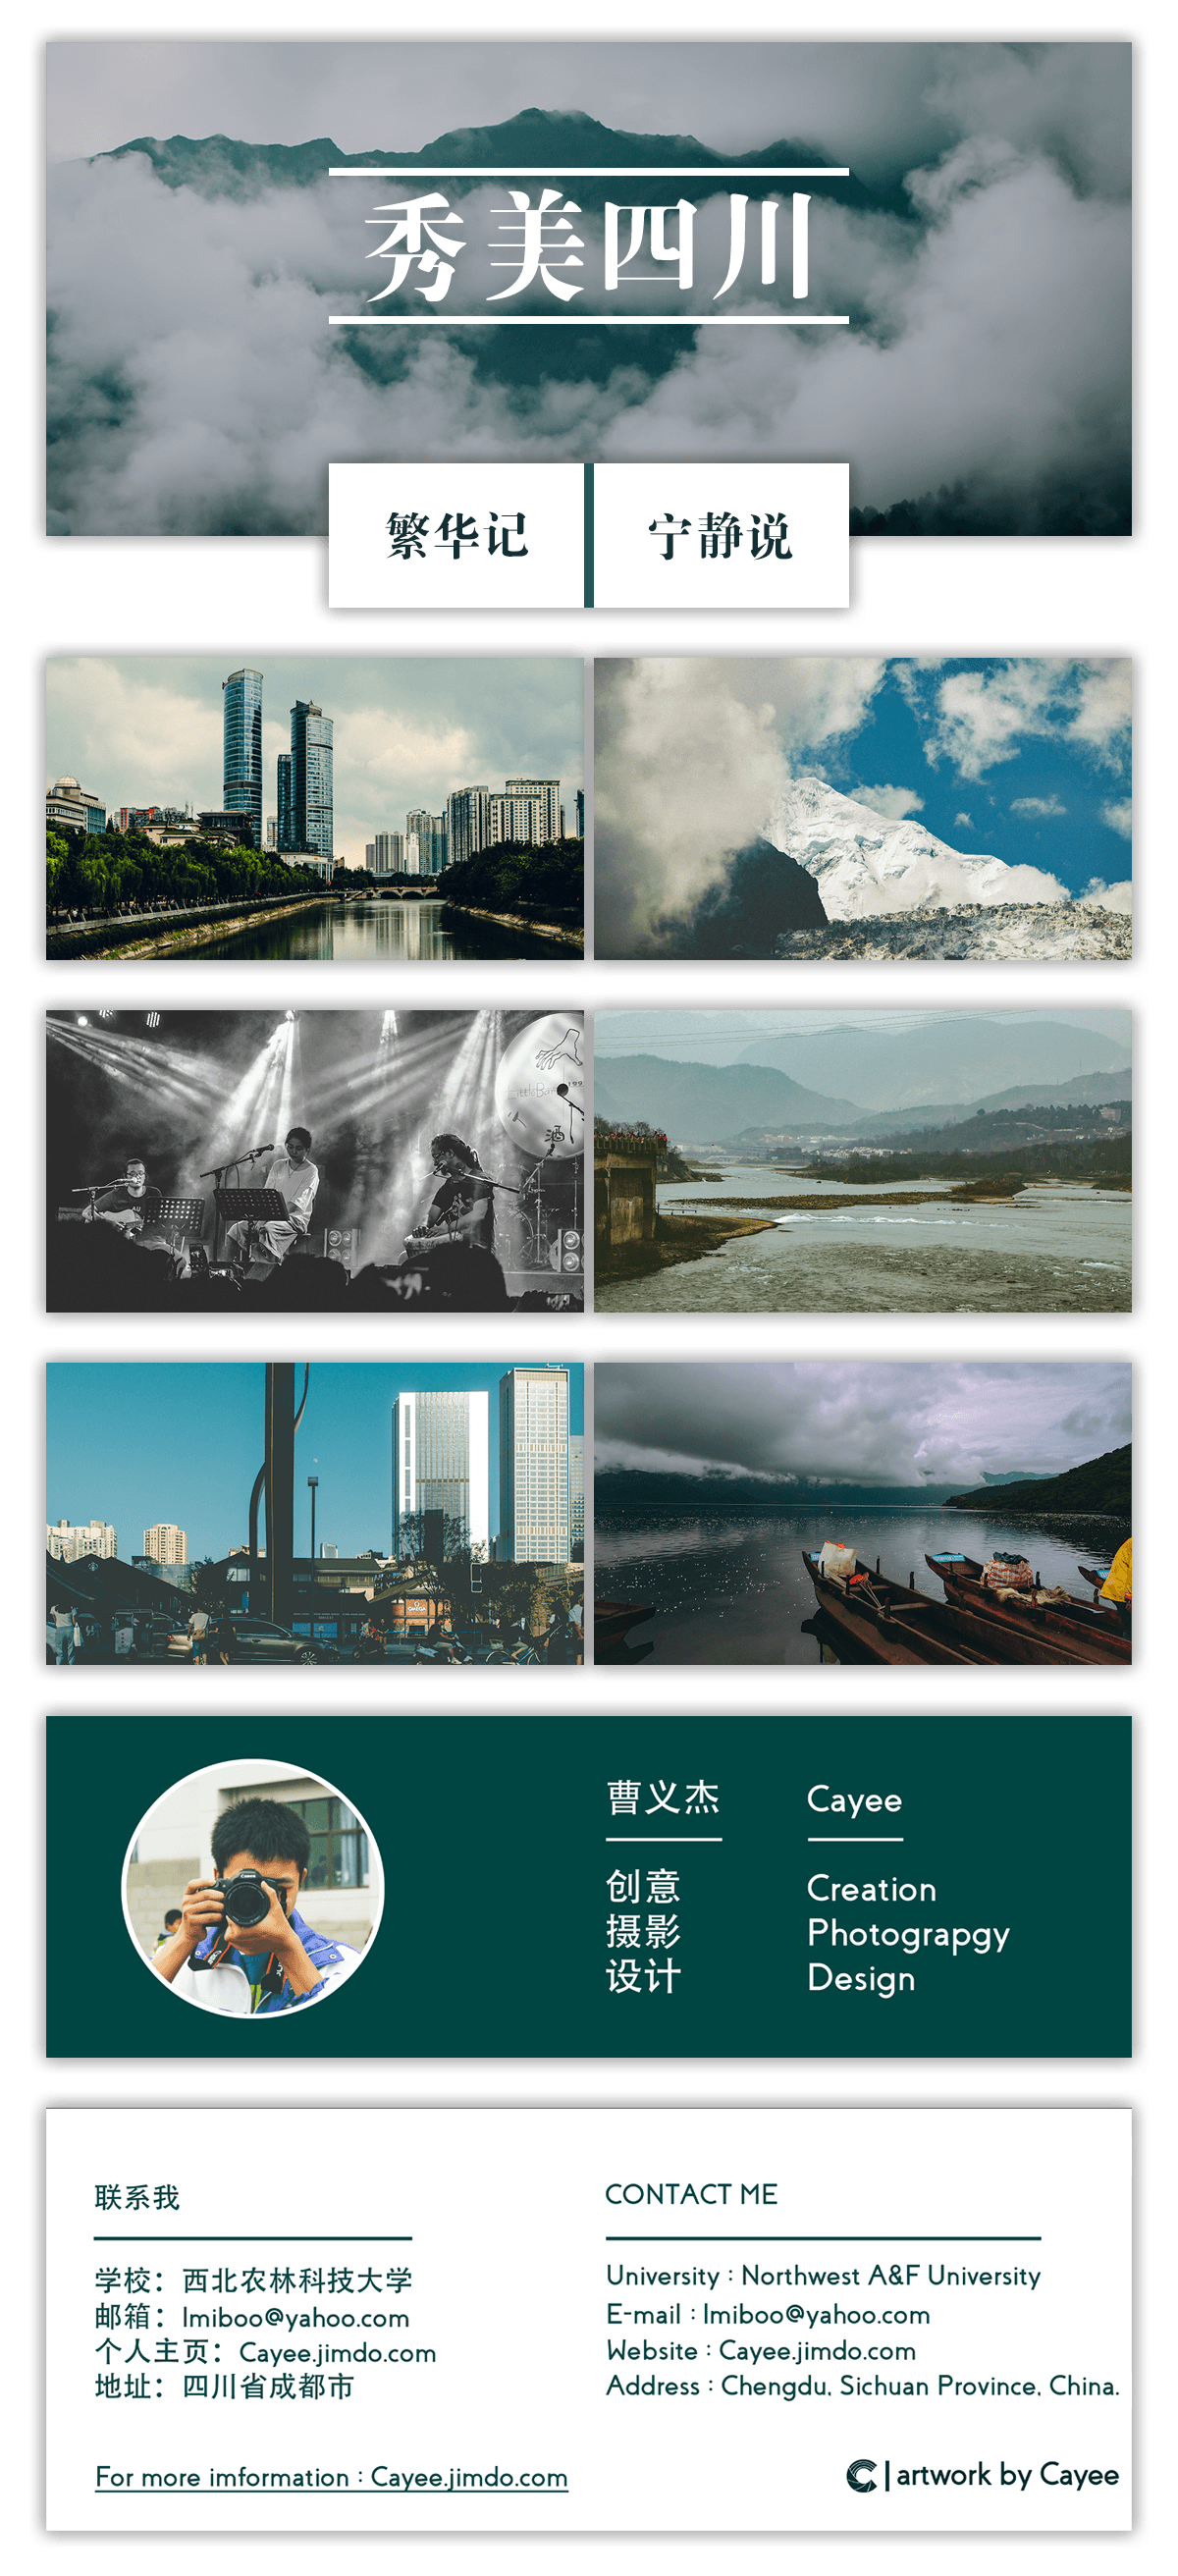 秀美四川
繁华记
宁静说
酒
Canon
曹义杰
创意
摄影
设计
Cayee
Creation
Photograpgy
Design
联系我
学校：西北农林科技大学
邮箱：lmiboo@yahoo.com
个人主页：Cayee.jimdo.com
地址：四川省成都市
CONTACT ME
University : Northwest A&F University
E-mail : lmiboo@yahoo.com
Website : Cayee.jimdo.com
Address : Chengdu, Sichuan Province, China.
For more imformation : Cayee.jimdo.com
C | artwork by Cayee